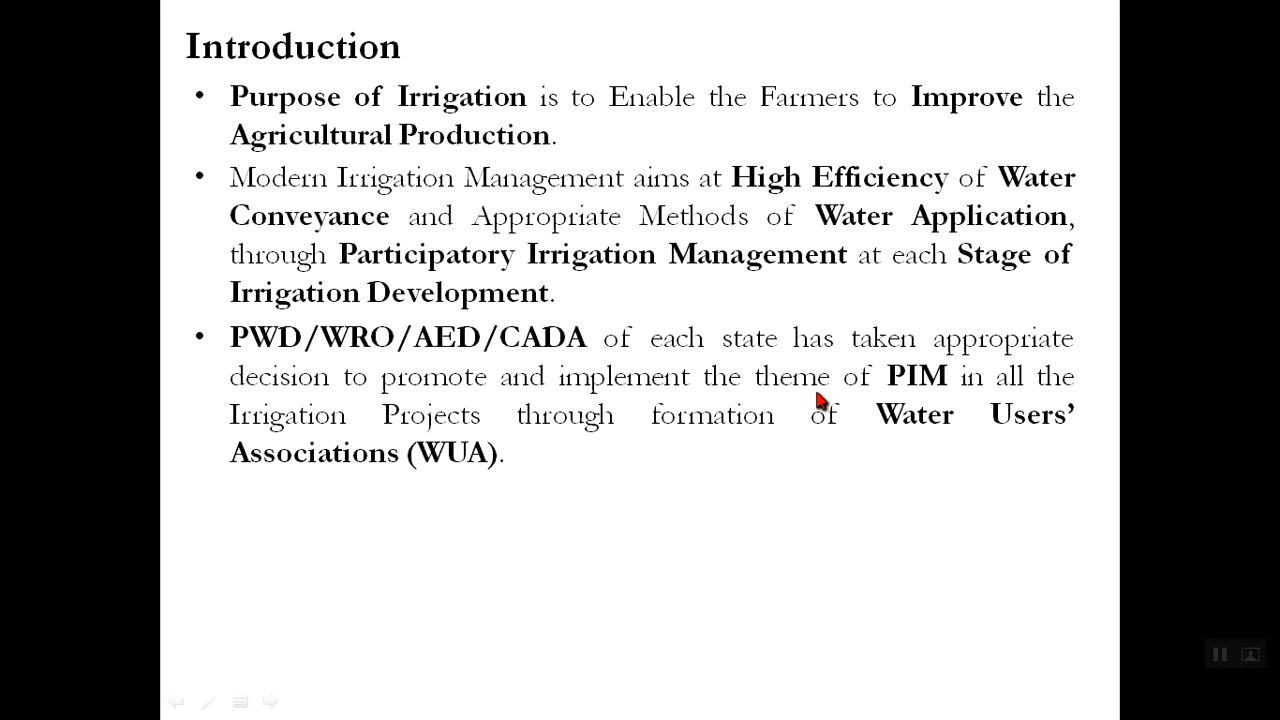 Introduction
• Purpose of Irrigation is to Enable the Farmers to Improve the
Agricultural Production.
• Modern Irrigation Management aims at High Efficiency of Water
Conveyance and Appropriate Methods of Water Application,
through Participatory Irrigation Management at each Stage of
Irrigation Development.
• PWD/WRO/AED/CADA of each state has taken appropriate
decision to promote and implement the theme of PIM in all the
Irrigation Projects through formation of Water Users’
Associations (WUA).